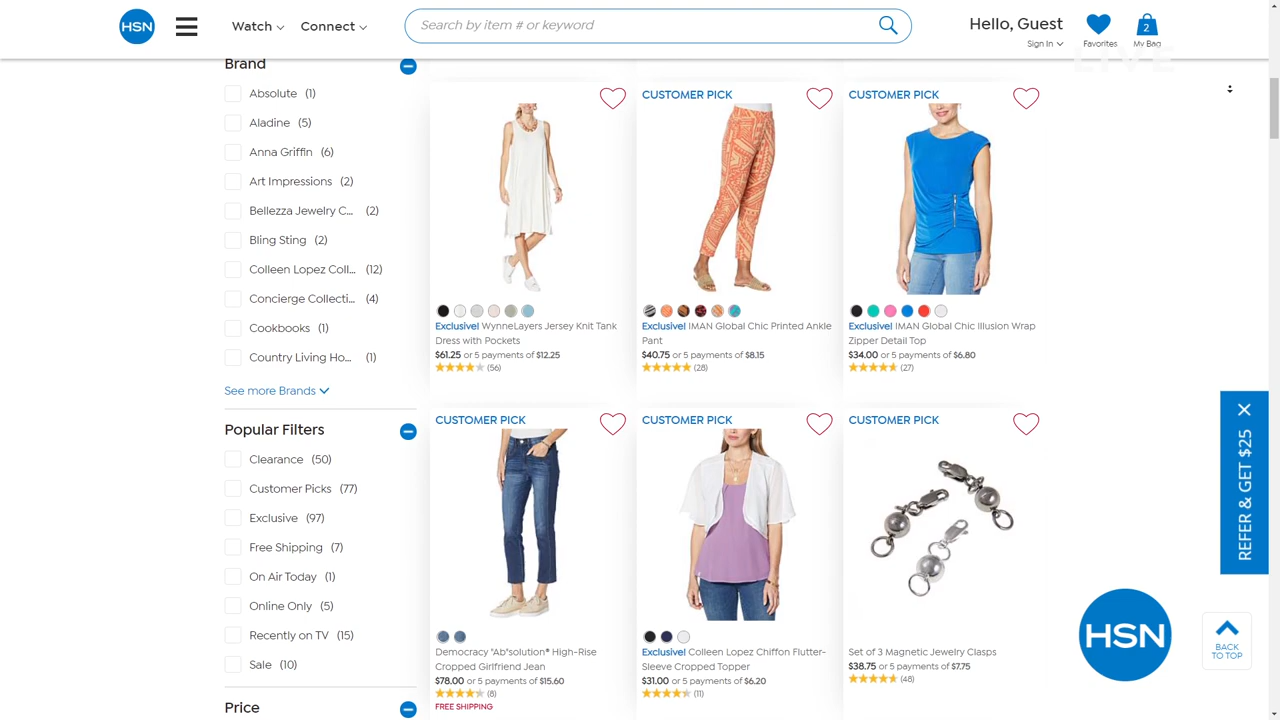 HSN
Watch
Connect
Search by item # or keyword
Hello, Guest
Sign In
Favorites
2
My Bag
LIVE
Brand
Absolute (1)
Aladine (5)
Anna Griffin (6)
Art Impressions (2)
Bellezza Jewelry C... (2)
Bling Sting (2)
Colleen Lopez Coll... (12)
Concierge Collecti... (4)
Cookbooks (1)
Country Living Ho... (1)
See more Brands
Popular Filters
Clearance (50)
Customer Picks (77)
Exclusive (97)
Free Shipping (7)
On Air Today (1)
Online Only (5)
Recently on TV (15)
Sale (10)
Price
Exclusive! WynneLayers Jersey Knit Tank
Dress with Pockets
$61.25 or 5 payments of $12.25
(56)
CUSTOMER PICK
Exclusive! IMAN Global Chic Printed Ankle
Pant
$40.75 or 5 payments of $8.15
(28)
CUSTOMER PICK
Exclusive! IMAN Global Chic Illusion Wrap
Zipper Detail Top
$34.00 or 5 payments of $6.80
(27)
CUSTOMER PICK
Democracy "Ab"solution® High-Rise
Cropped Girlfriend Jean
$78.00 or 5 payments of $15.60
(8)
FREE SHIPPING
CUSTOMER PICK
Exclusive! Colleen Lopez Chiffon Flutter-
Sleeve Cropped Topper
$31.00 or 5 payments of $6.20
(11)
CUSTOMER PICK
Set of 3 Magnetic Jewelry Clasps
$38.75 or 5 payments of $7.75
(48)
REFER & GET $25
HSN
BACK
TO TOP